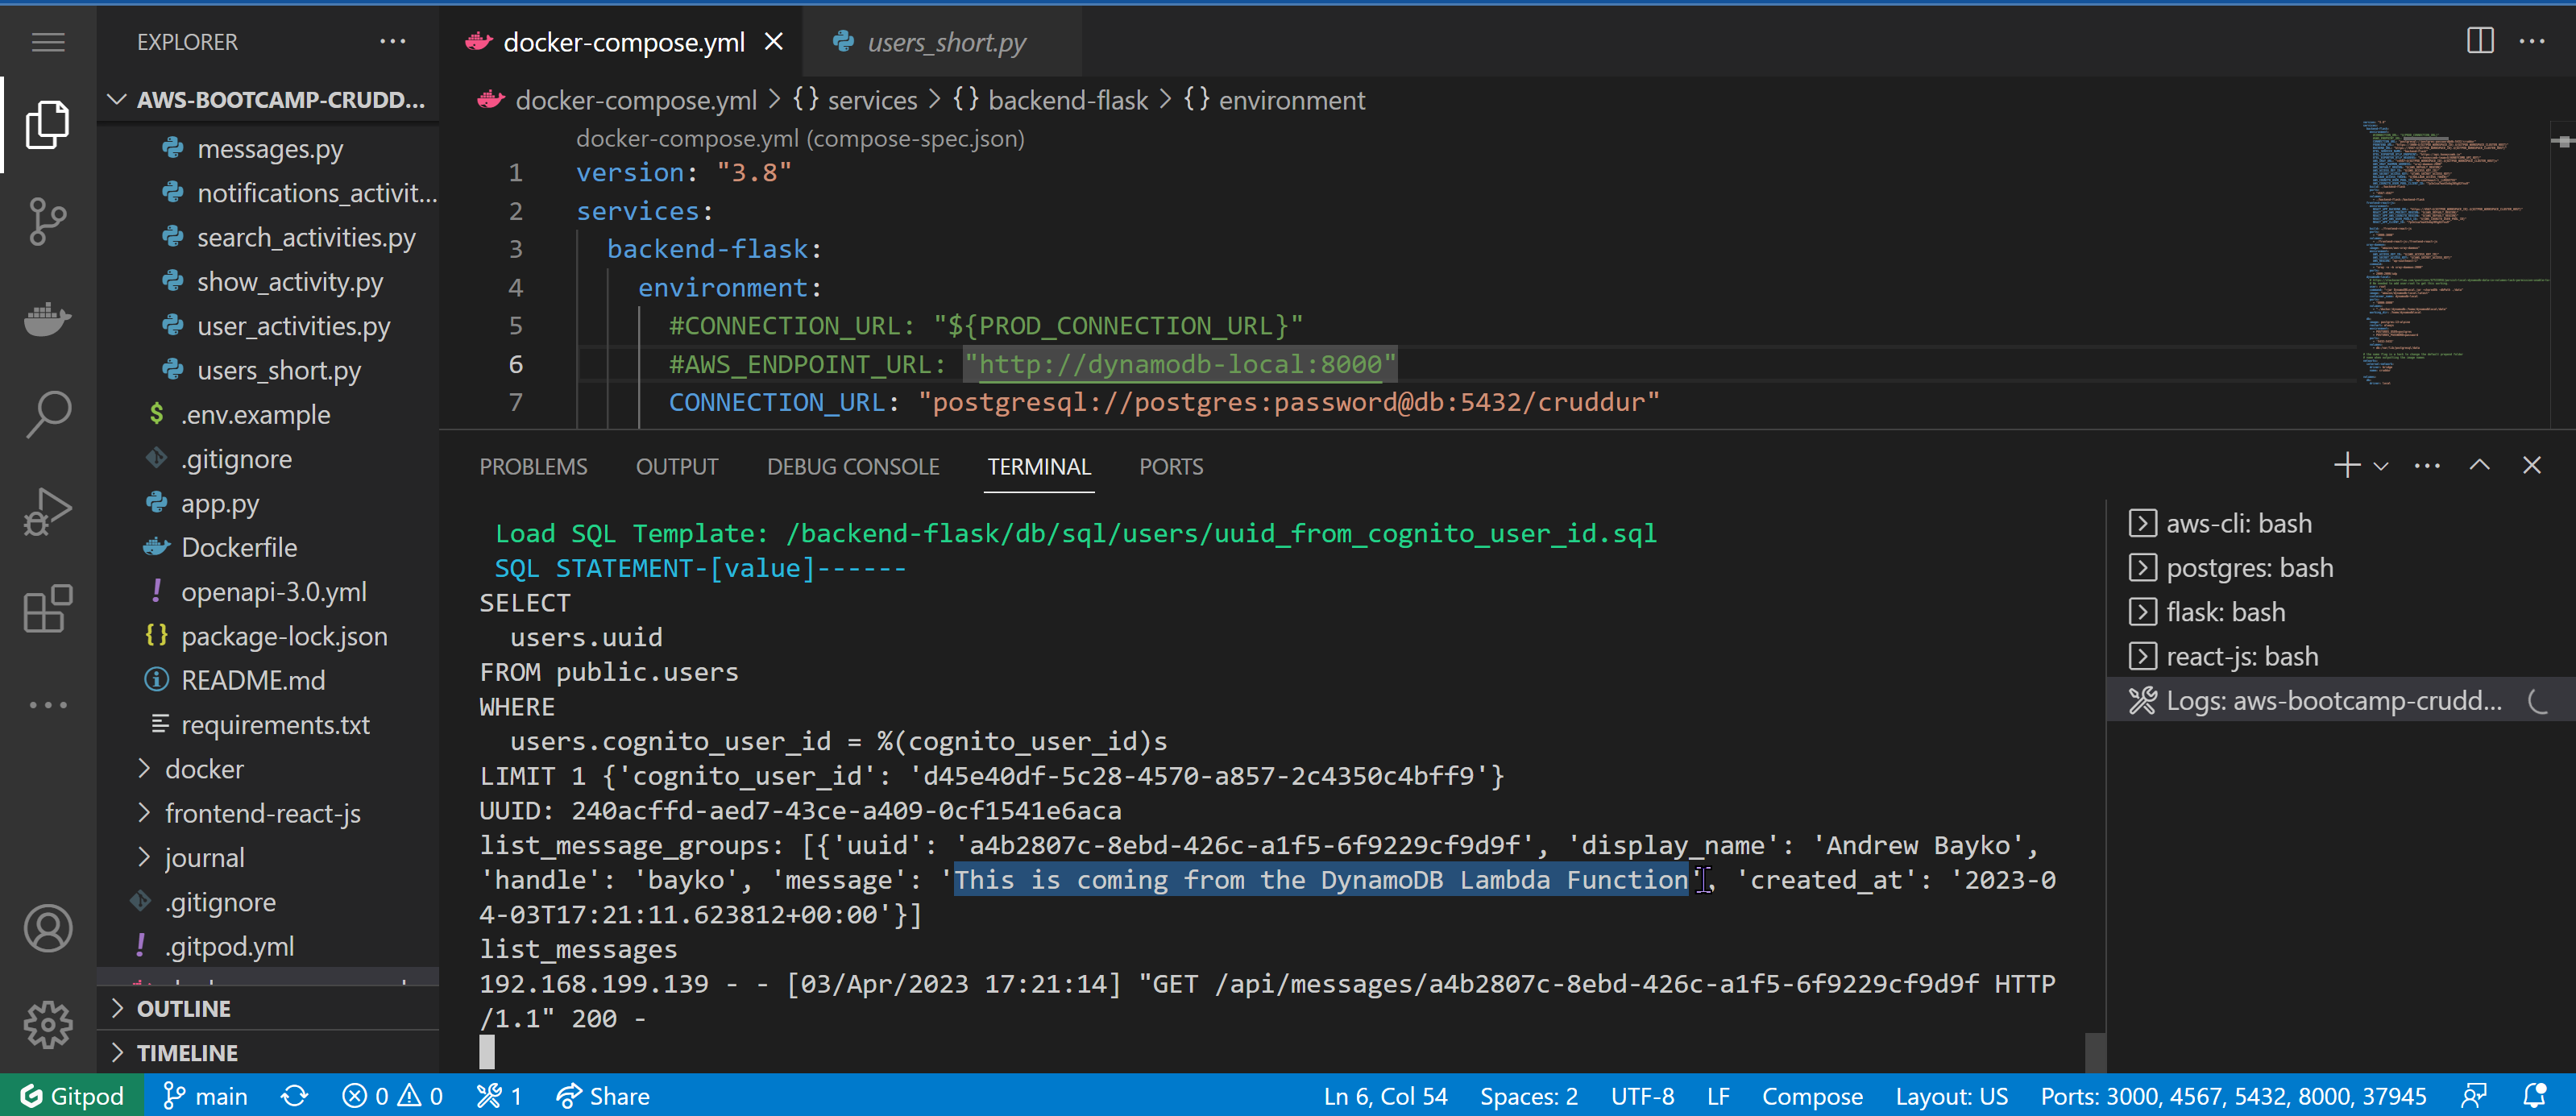 EXPLORER
AWS-BOOTCAMP-CRUDD...
messages.py
notifications_activit...
search_activities.py
show_activity.py
user_activities.py
users_short.py
.env.example
.gitignore
app.py
Dockerfile
openapi-3.0.yml
package-lock.json
README.md
requirements.txt
docker
frontend-react-js
journal
.gitignore
.gitpod.yml
OUTLINE
TIMELINE
docker-compose.yml
users_short.py
docker-compose.yml > {} services > {} backend-flask > {} environment
docker-compose.yml (compose-spec.json)
1 version: "3.8"
2 services:
3 backend-flask:
4 environment:
5 #CONNECTION_URL: "${PROD_CONNECTION_URL}"
6 #AWS_ENDPOINT_URL: "http://dynamodb-local:8000"
7 CONNECTION_URL: "postgresql://postgres:password@db:5432/cruddur"
PROBLEMS OUTPUT DEBUG CONSOLE TERMINAL PORTS
Load SQL Template: /backend-flask/db/sql/users/uuid_from_cognito_user_id.sql
SQL STATEMENT-[value]------
SELECT
users.uuid
FROM public.users
WHERE
users.cognito_user_id = %(cognito_user_id)s
LIMIT 1 {'cognito_user_id': 'd45e40df-5c28-4570-a857-2c4350c4bff9'}
UUID: 240acffd-aed7-43ce-a409-0cf1541e6aca
list_message_groups: [{'uuid': 'a4b2807c-8ebd-426c-a1f5-6f9229cf9d9f', 'display_name': 'Andrew Bayko',
'handle': 'bayko', 'message': 'This is coming from the DynamoDB Lambda Function', 'created_at': '2023-0
4-03T17:21:11.623812+00:00'}]
list_messages
192.168.199.139 - - [03/Apr/2023 17:21:14] "GET /api/messages/a4b2807c-8ebd-426c-a1f5-6f9229cf9d9f HTTP
/1.1" 200 -
aws-cli: bash
postgres: bash
flask: bash
react-js: bash
Logs: aws-bootcamp-crudd...
Gitpod main 0 0 1 Share Ln 6, Col 54 Spaces: 2 UTF-8 LF Compose Layout: US Ports: 3000, 4567, 5432, 8000, 37945